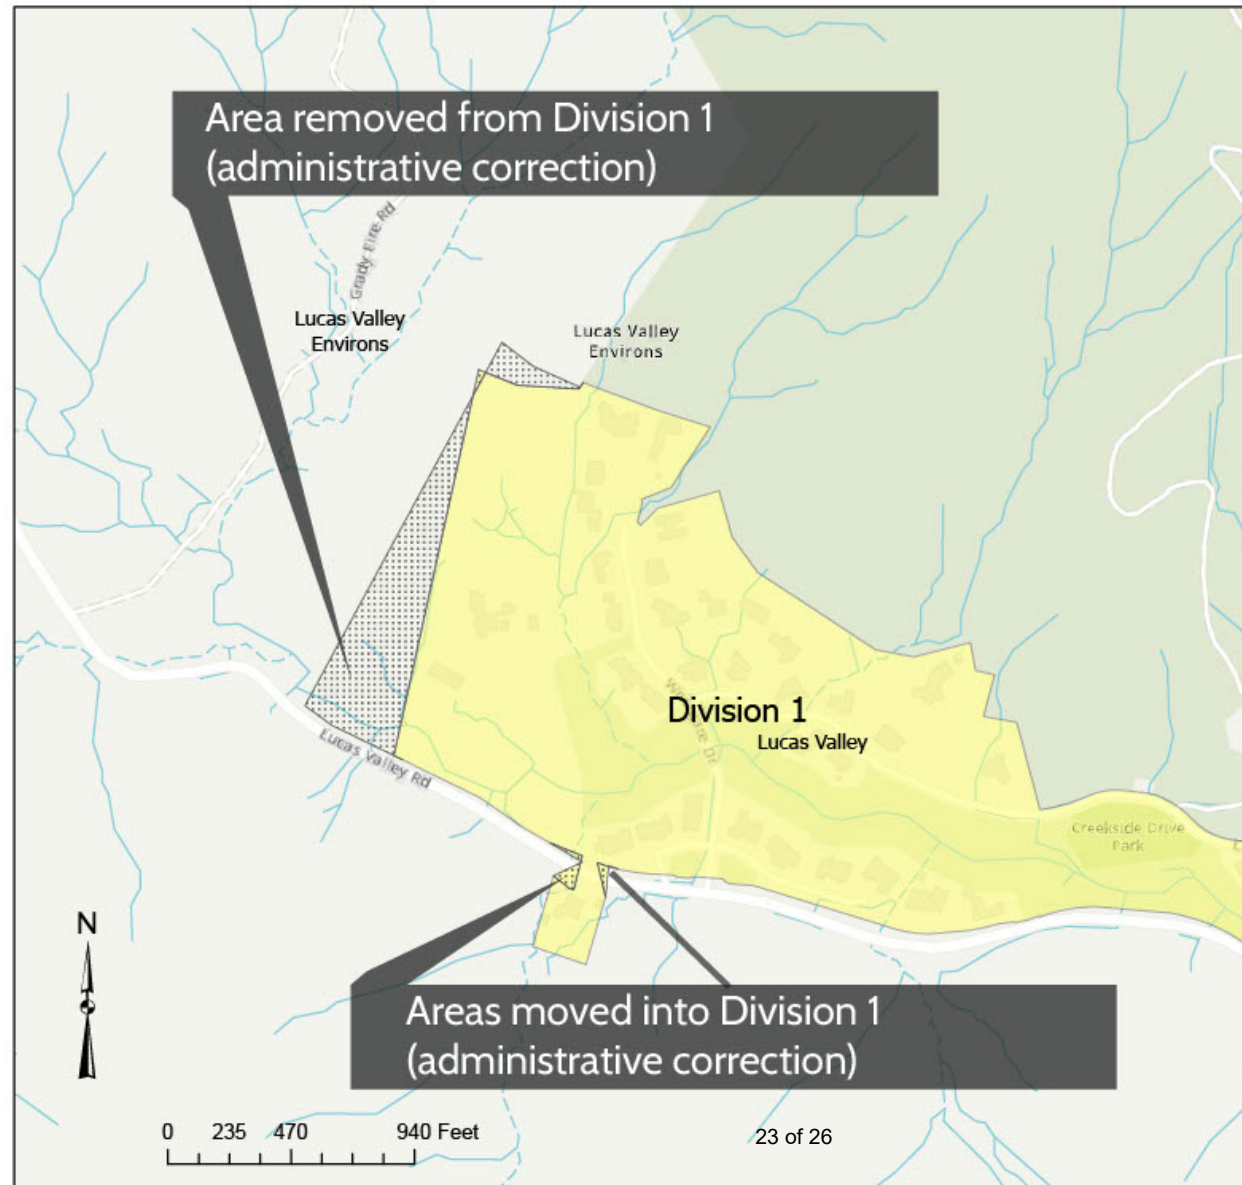 Area removed from Division 1
(administrative correction)
Grady Fire Rd
Lucas Valley
Environs
Lucas Valley
Environs
Division 1
Lucas Valley
Lucas Valley Rd
Creekside Drive
Park
N
Areas moved into Division 1
(administrative correction)
0 235 470 940 Feet
23 of 26